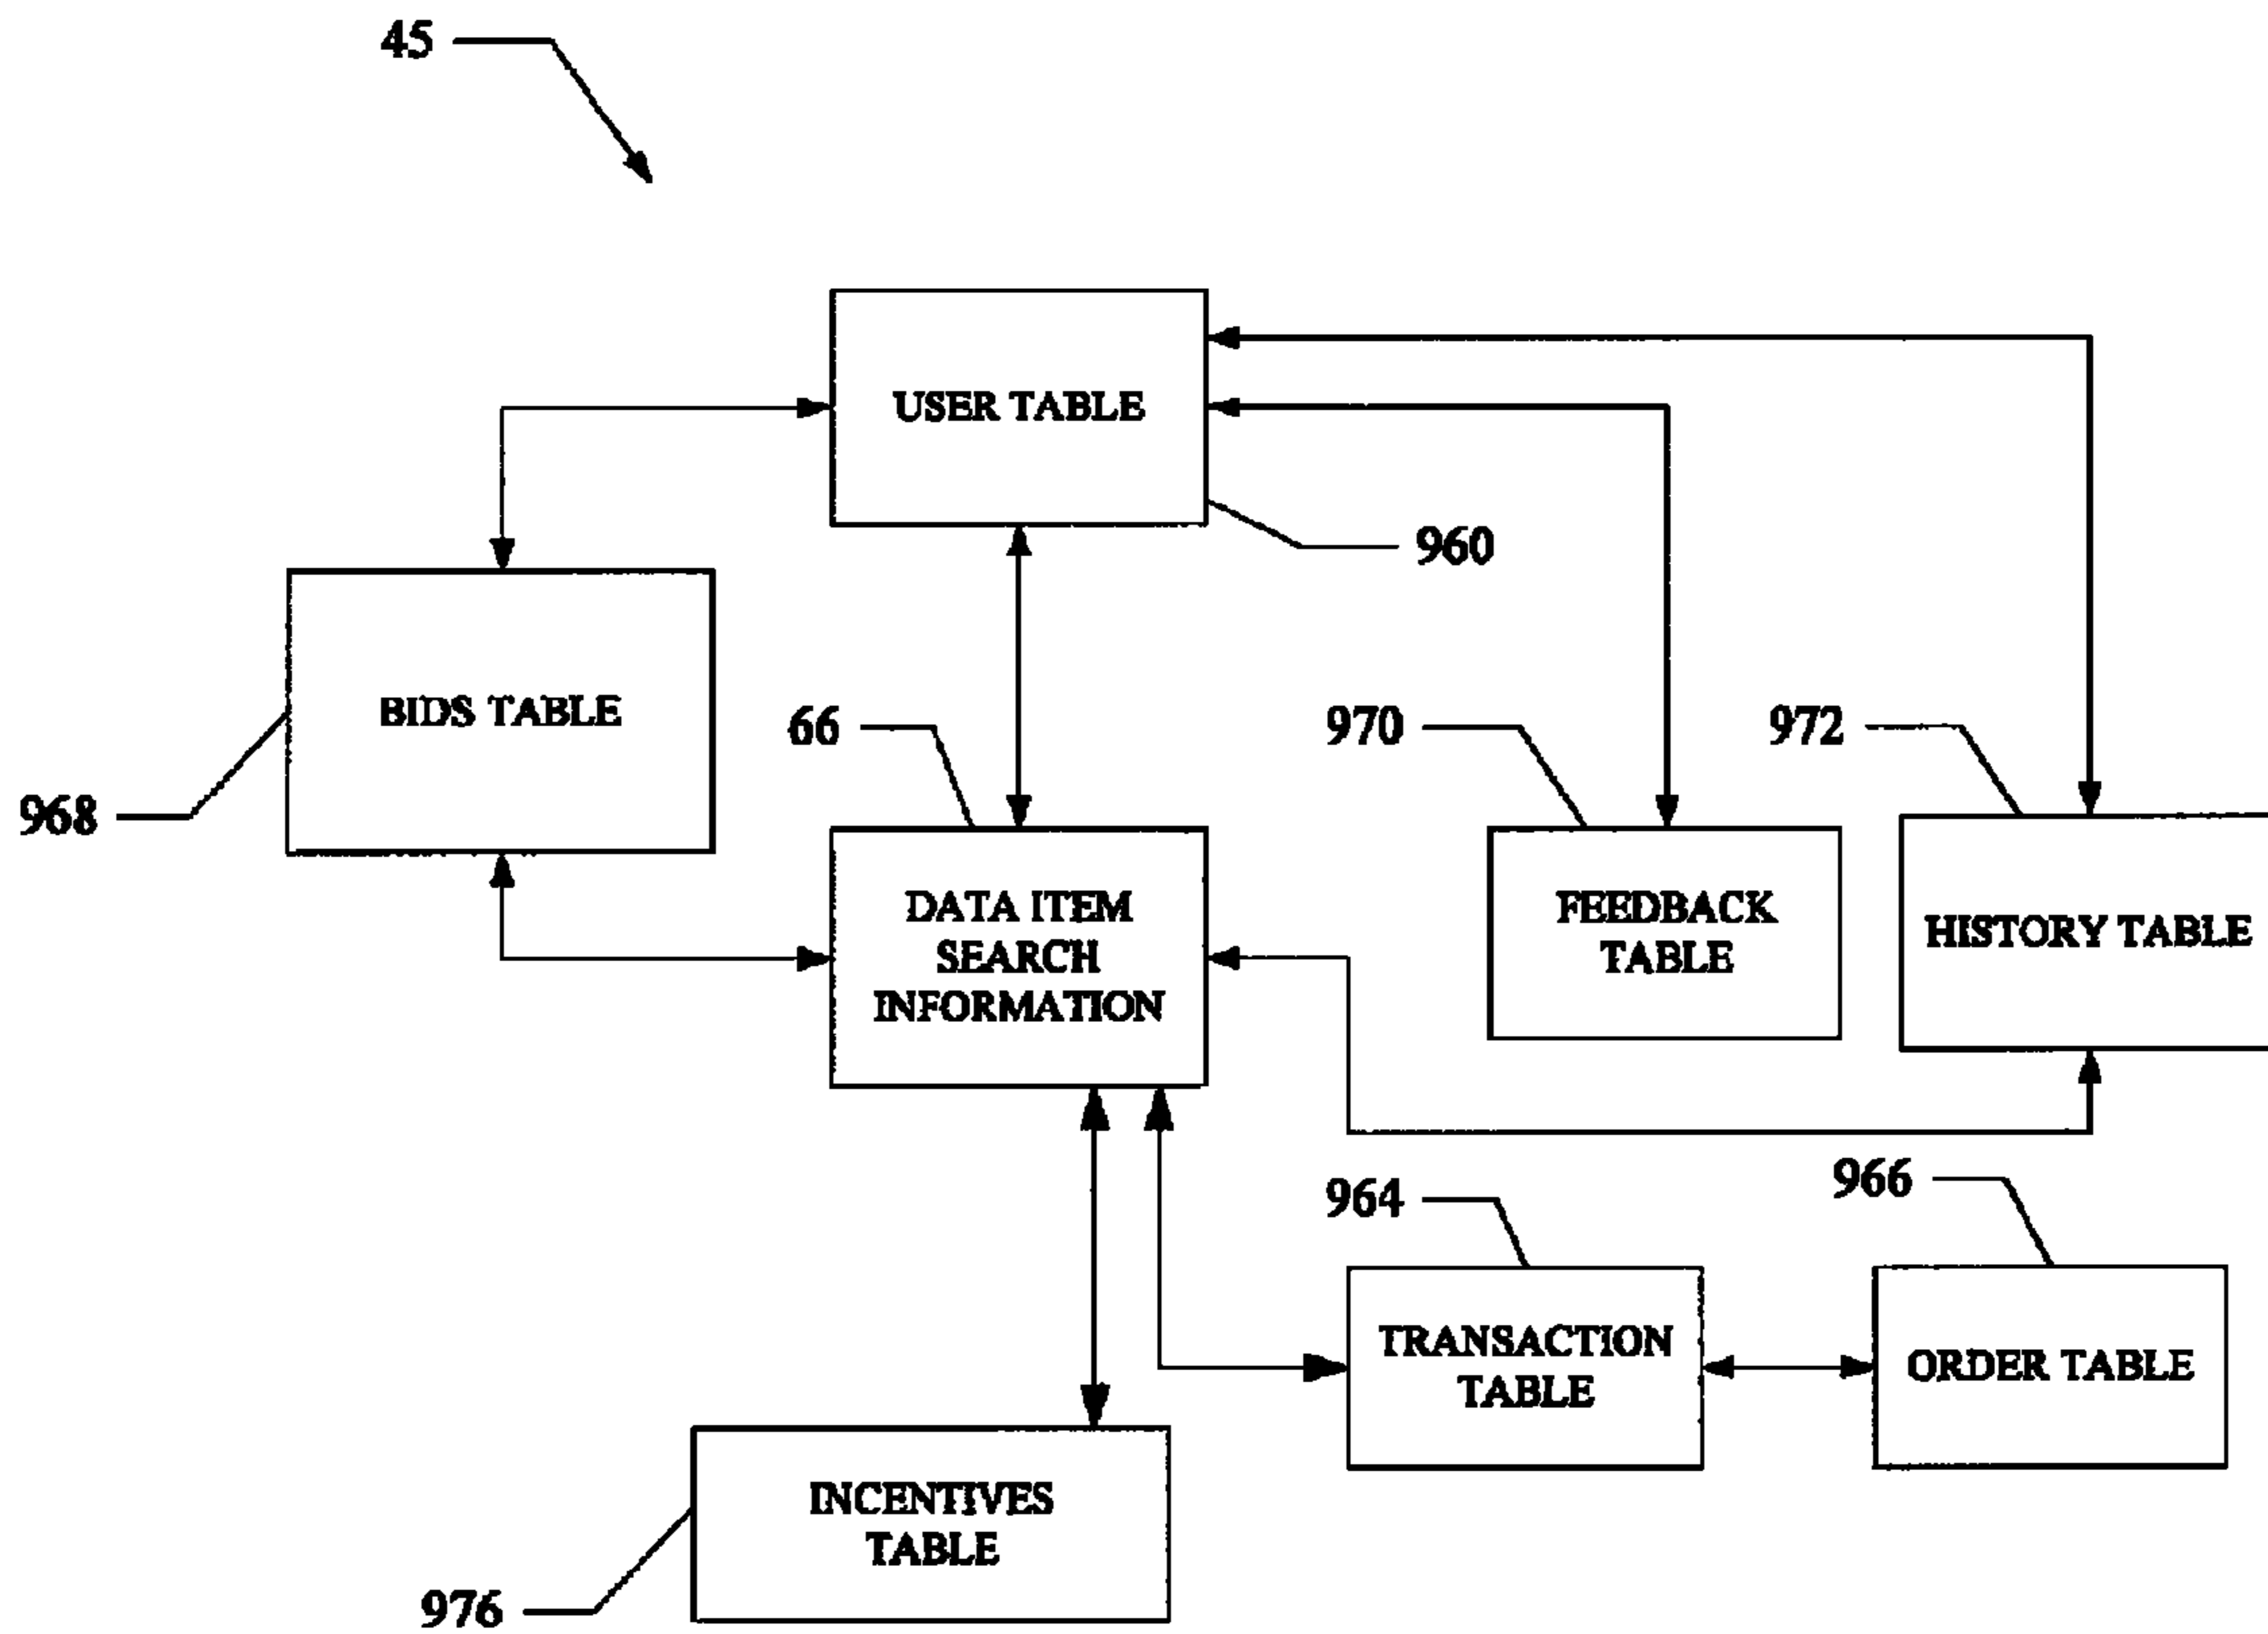 45
USER TABLE
960
BIDS TABLE
968
66
970
972
DATA ITEM
SEARCH
INFORMATION
FEEDBACK
TABLE
HISTORY TABLE
964
966
TRANSACTION
TABLE
ORDER TABLE
INCENTIVES
TABLE
976